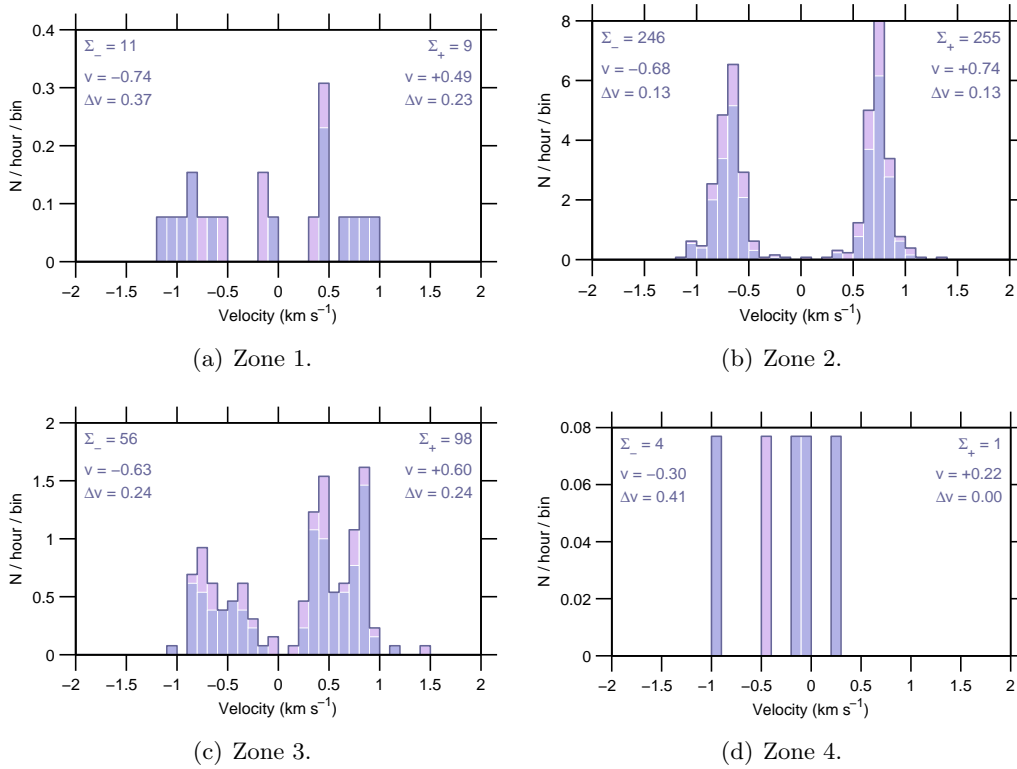 0.4
0.3
0.2
0.1
0
N / hour / bin
Σ₋ = 11
v = −0.74
Δv = 0.37
Σ₊ = 9
v = +0.49
Δv = 0.23
−2 −1.5 −1 −0.5 0 0.5 1 1.5 2
Velocity (km s⁻¹)
(a) Zone 1.
8
6
4
2
0
N / hour / bin
Σ₋ = 246
v = −0.68
Δv = 0.13
Σ₊ = 255
v = +0.74
Δv = 0.13
−2 −1.5 −1 −0.5 0 0.5 1 1.5 2
Velocity (km s⁻¹)
(b) Zone 2.
2
1.5
1
0.5
0
N / hour / bin
Σ₋ = 56
v = −0.63
Δv = 0.24
Σ₊ = 98
v = +0.60
Δv = 0.24
−2 −1.5 −1 −0.5 0 0.5 1 1.5 2
Velocity (km s⁻¹)
(c) Zone 3.
0.08
0.06
0.04
0.02
0
N / hour / bin
Σ₋ = 4
v = −0.30
Δv = 0.41
Σ₊ = 1
v = +0.22
Δv = 0.00
−2 −1.5 −1 −0.5 0 0.5 1 1.5 2
Velocity (km s⁻¹)
(d) Zone 4.